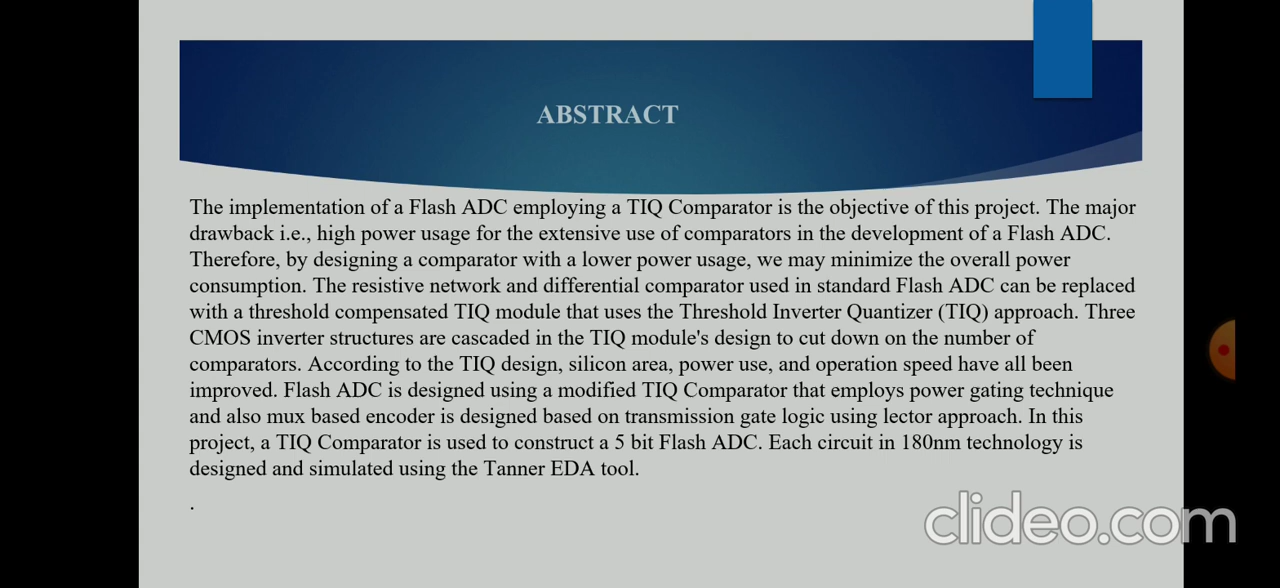 ABSTRACT
The implementation of a Flash ADC employing a TIQ Comparator is the objective of this project. The major
drawback i.e., high power usage for the extensive use of comparators in the development of a Flash ADC.
Therefore, by designing a comparator with a lower power usage, we may minimize the overall power
consumption. The resistive network and differential comparator used in standard Flash ADC can be replaced
with a threshold compensated TIQ module that uses the Threshold Inverter Quantizer (TIQ) approach. Three
CMOS inverter structures are cascaded in the TIQ module's design to cut down on the number of
comparators. According to the TIQ design, silicon area, power use, and operation speed have all been
improved. Flash ADC is designed using a modified TIQ Comparator that employs power gating technique
and also mux based encoder is designed based on transmission gate logic using lector approach. In this
project, a TIQ Comparator is used to construct a 5 bit Flash ADC. Each circuit in 180nm technology is
designed and simulated using the Tanner EDA tool.
.
clideo.com